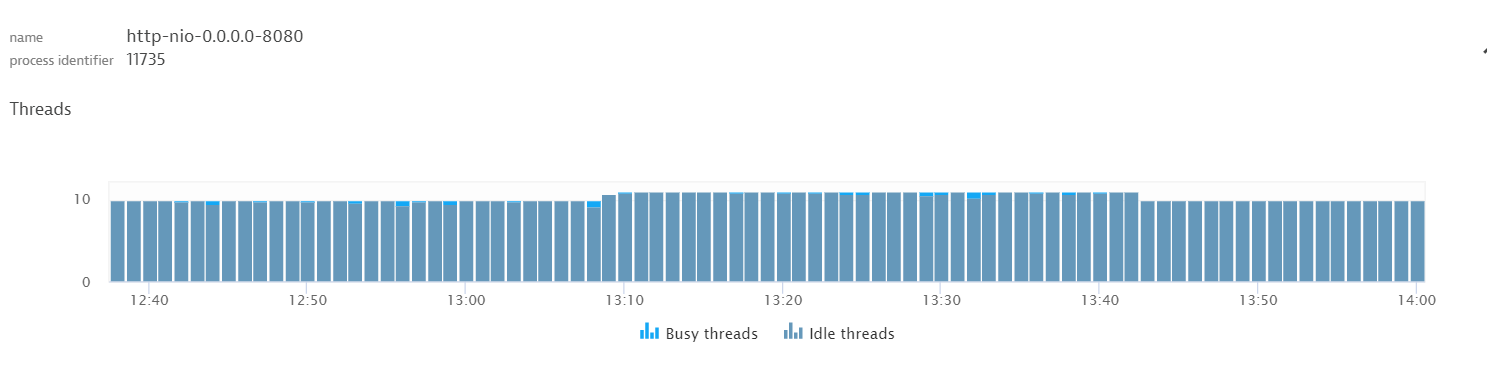 name http-nio-0.0.0.0-8080
process identifier 11735
Threads
10
0
12:40 12:50 13:00 13:10 13:20 13:30 13:40 13:50 14:00
Busy threads Idle threads